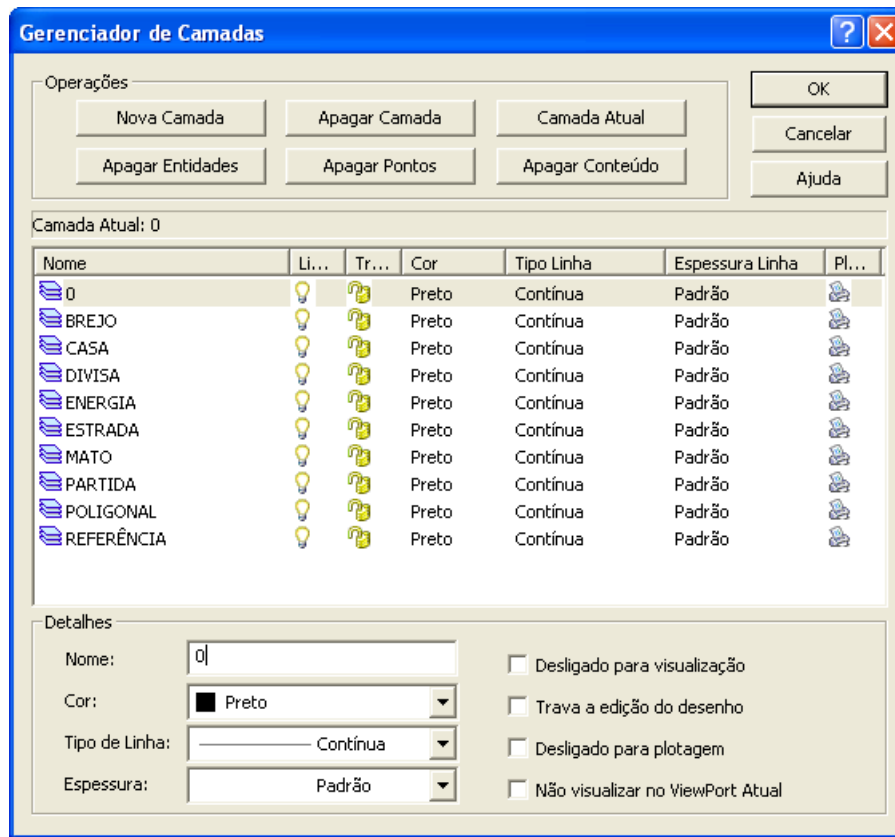 Gerenciador de Camadas
Operações
Nova Camada Apagar Camada Camada Atual
Apagar Entidades Apagar Pontos Apagar Conteúdo
OK
Cancelar
Ajuda
Camada Atual: 0
Nome Li... Tr... Cor Tipo Linha Espessura Linha Pl...
0 Preto Contínua Padrão
BREJO Preto Contínua Padrão
CASA Preto Contínua Padrão
DIVISA Preto Contínua Padrão
ENERGIA Preto Contínua Padrão
ESTRADA Preto Contínua Padrão
MATO Preto Contínua Padrão
PARTIDA Preto Contínua Padrão
POLIGONAL Preto Contínua Padrão
REFERÊNCIA Preto Contínua Padrão
Detalhes
Nome: 0
Cor: Preto
Tipo de Linha: Contínua
Espessura: Padrão
Desligado para visualização
Trava a edição do desenho
Desligado para plotagem
Não visualizar no ViewPort Atual